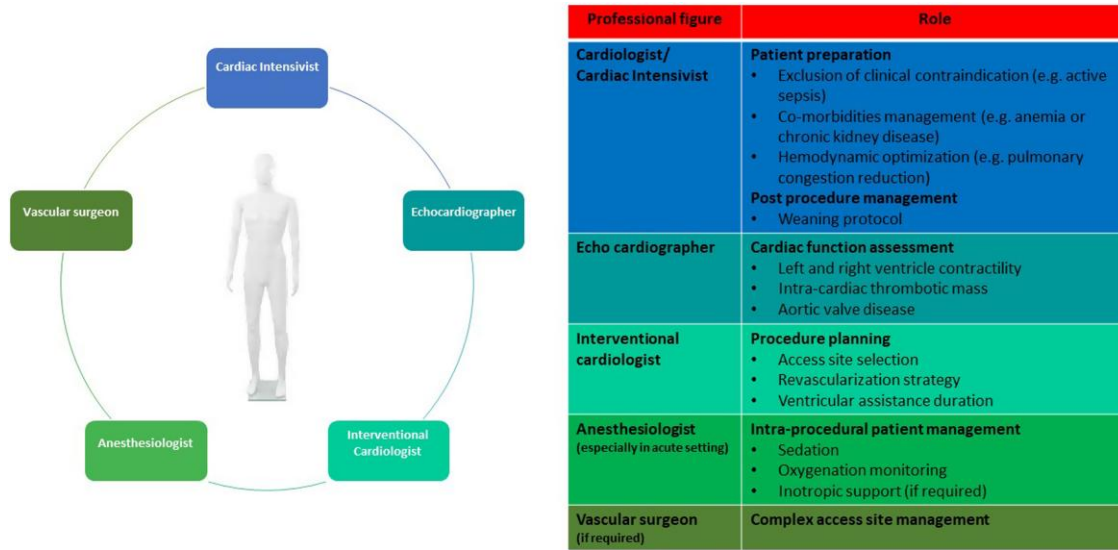 Cardiac Intensivist
Vascular surgeon
Echocardiographer
Anesthesiologist
Interventional
Cardiologist
Professional figure
Role
Cardiologist/
Cardiac Intensivist
Patient preparation
• Exclusion of clinical contraindication (e.g. active
sepsis)
• Co-morbidities management (e.g. anemia or
chronic kidney disease)
• Hemodynamic optimization (e.g. pulmonary
congestion reduction)
Post procedure management
• Weaning protocol
Echo cardiographer
Cardiac function assessment
• Left and right ventricle contractility
• Intra-cardiac thrombotic mass
• Aortic valve disease
Interventional
cardiologist
Procedure planning
• Access site selection
• Revascularization strategy
• Ventricular assistance duration
Anesthesiologist
(especially in acute setting)
Intra-procedural patient management
• Sedation
• Oxygenation monitoring
• Inotropic support (if required)
Vascular surgeon
(if required)
Complex access site management